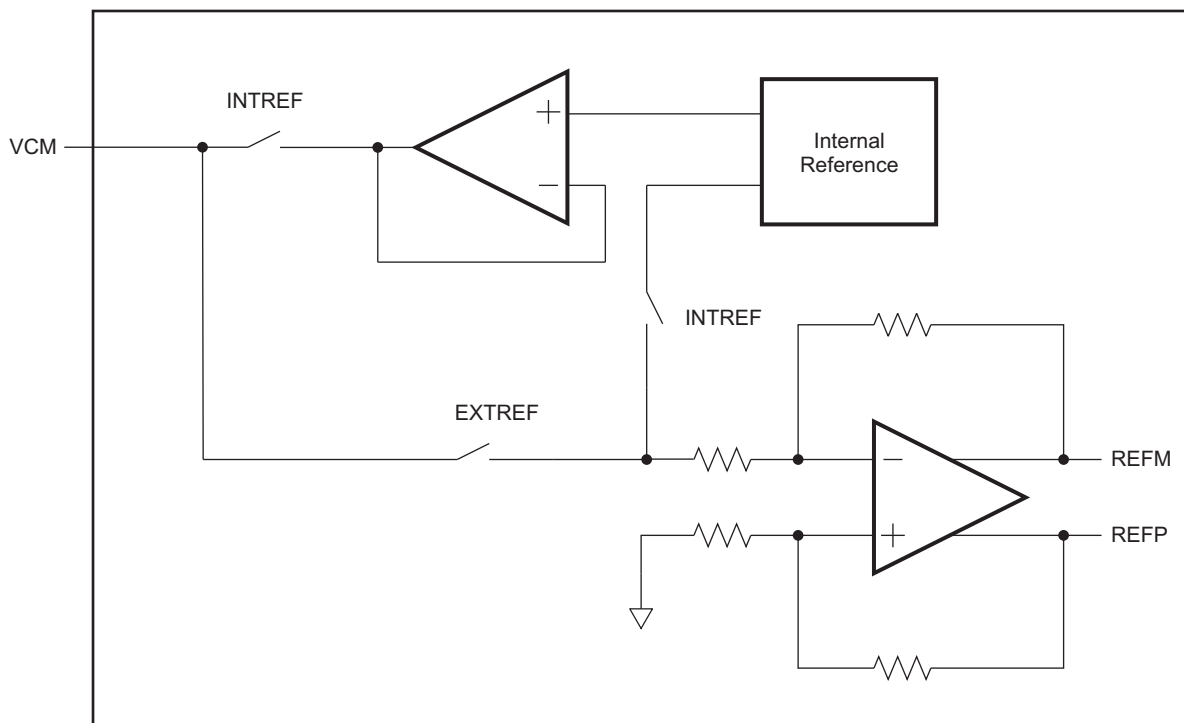 INTREF
VCM
Internal
Reference
INTREF
EXTREF
REFM
REFP